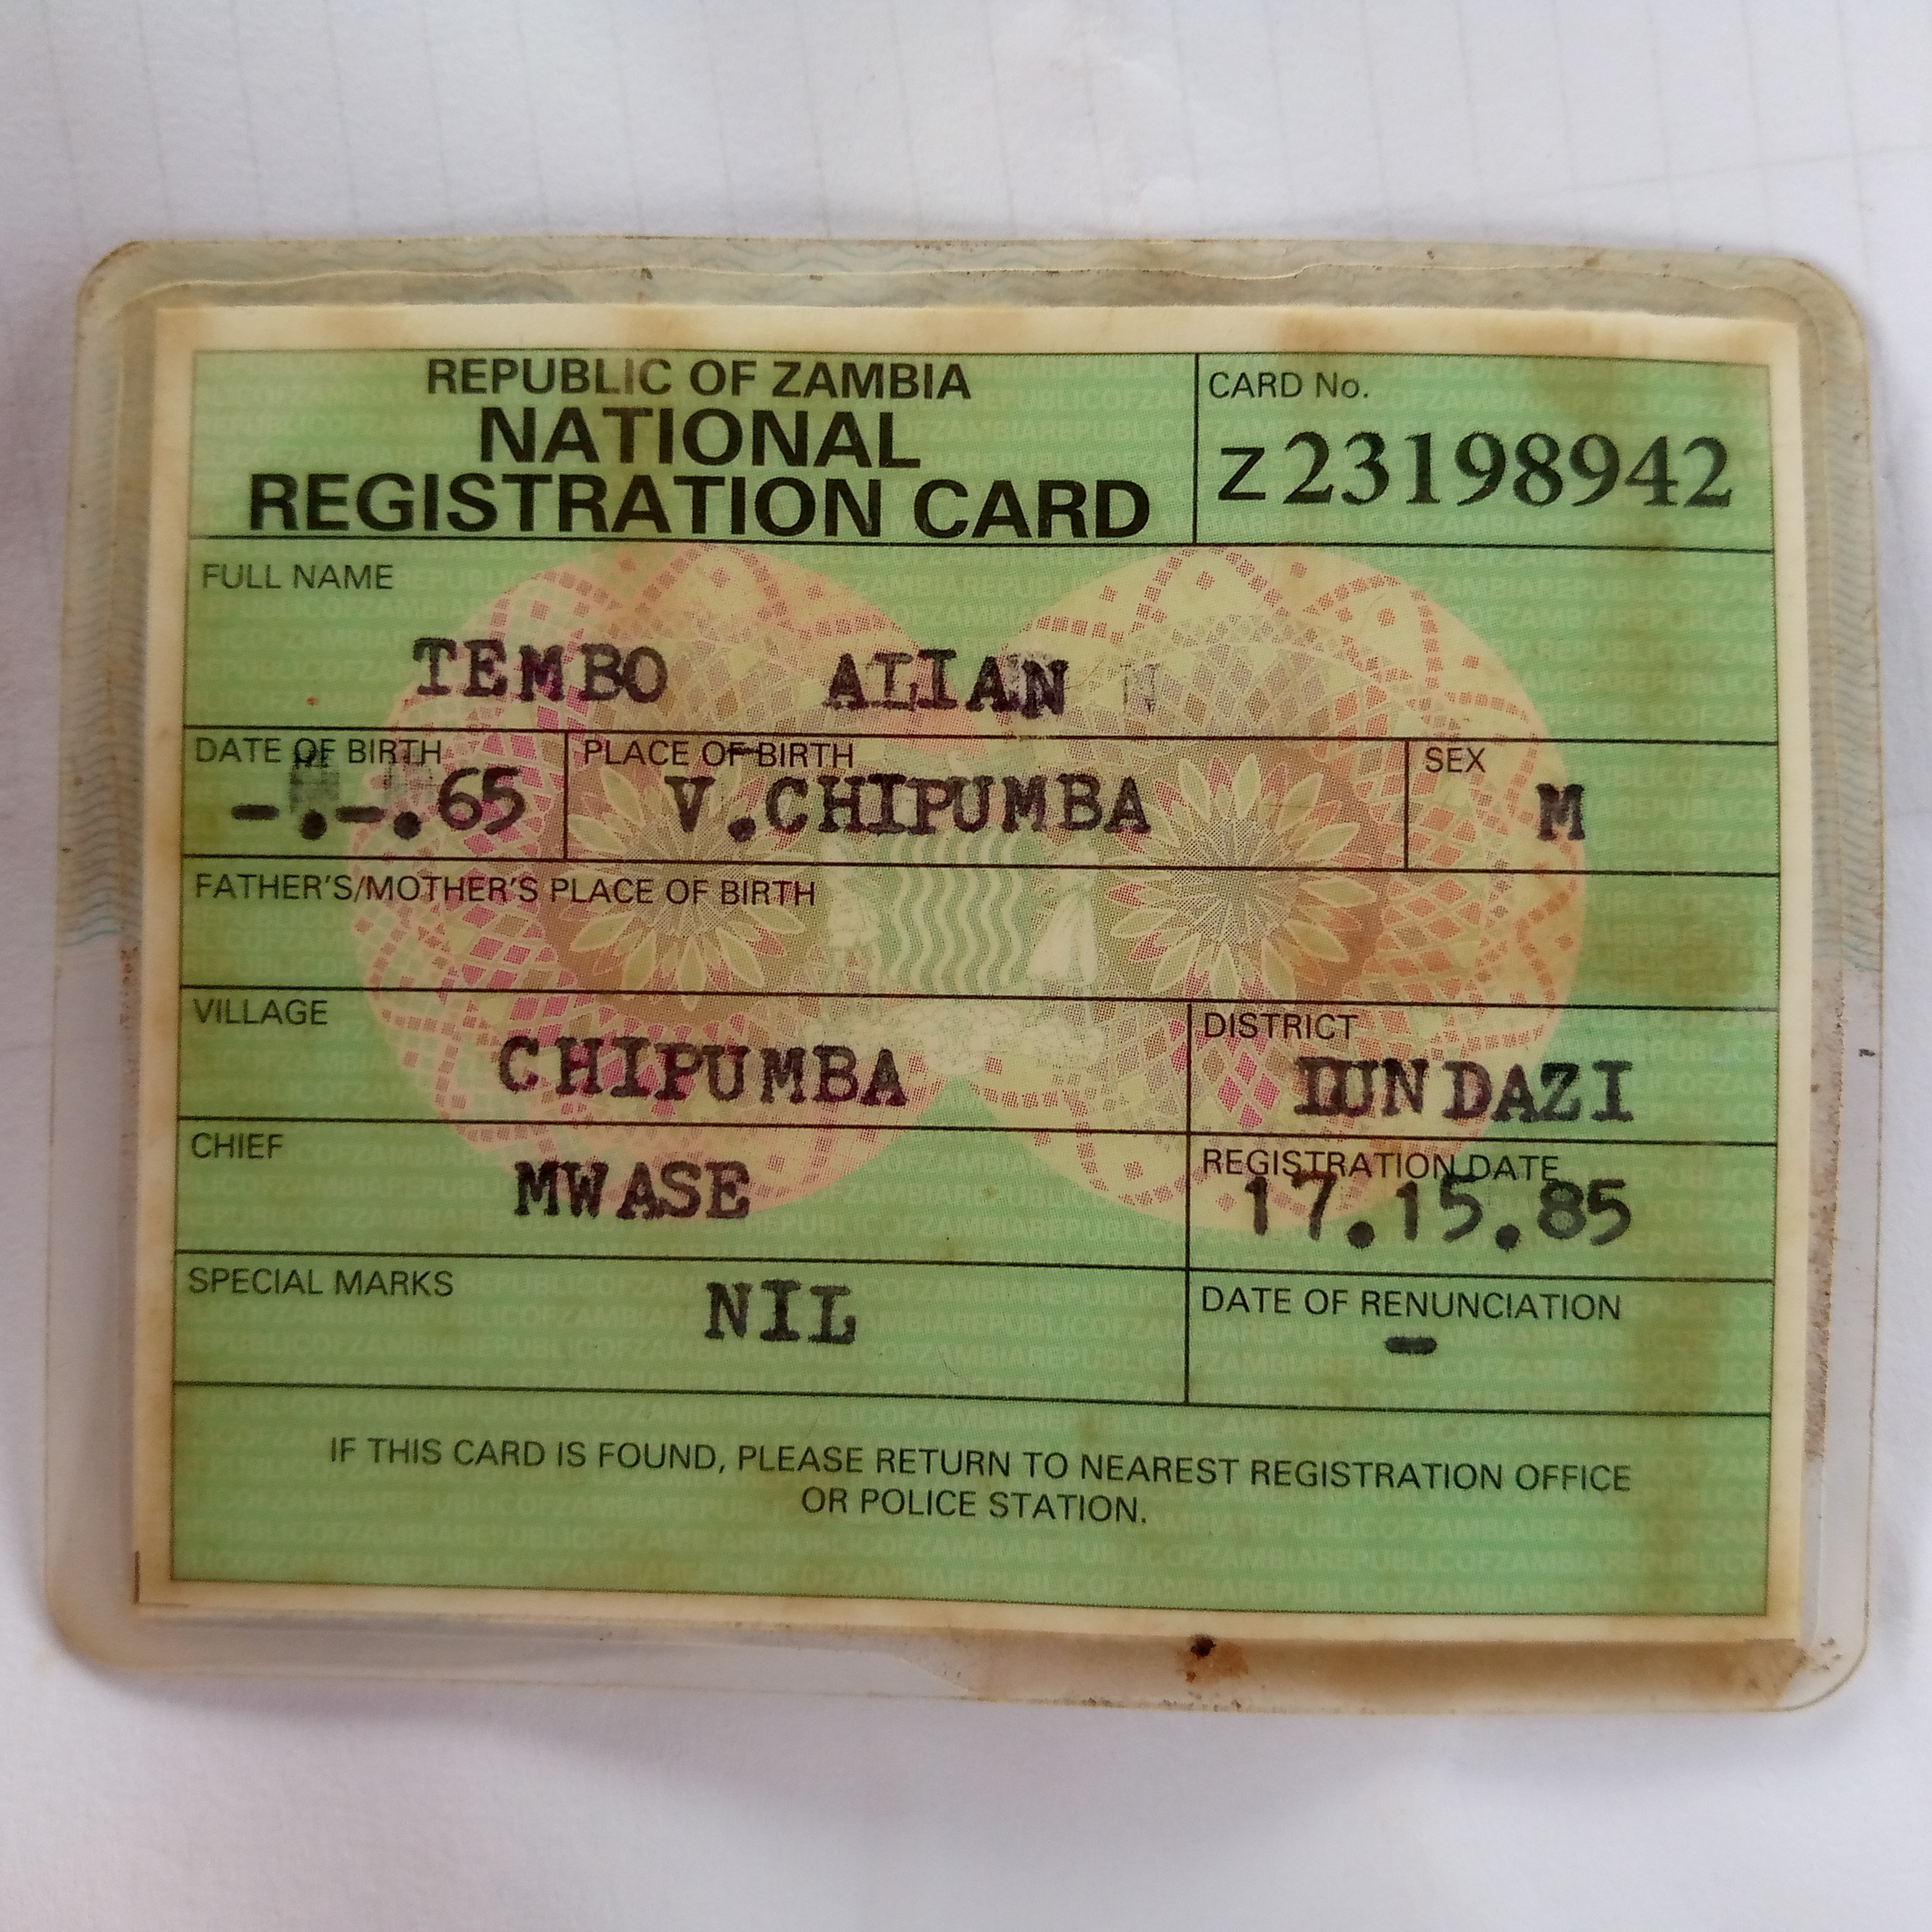 REPUBLIC OF ZAMBIA
NATIONAL
REGISTRATION CARD
CARD No.
Z23198942
FULL NAME
TEMBO ALIAN
DATE OF BIRTH
-.-.65
PLACE OF BIRTH
V.CHIPUMBA
SEX
M
FATHER'S/MOTHER'S PLACE OF BIRTH
VILLAGE
CHIPUMBA
DISTRICT
LUNDAZI
CHIEF
MWASE
REGISTRATION DATE
17.15.85
SPECIAL MARKS
NIL
DATE OF RENUNCIATION
-
IF THIS CARD IS FOUND, PLEASE RETURN TO NEAREST REGISTRATION OFFICE
OR POLICE STATION.